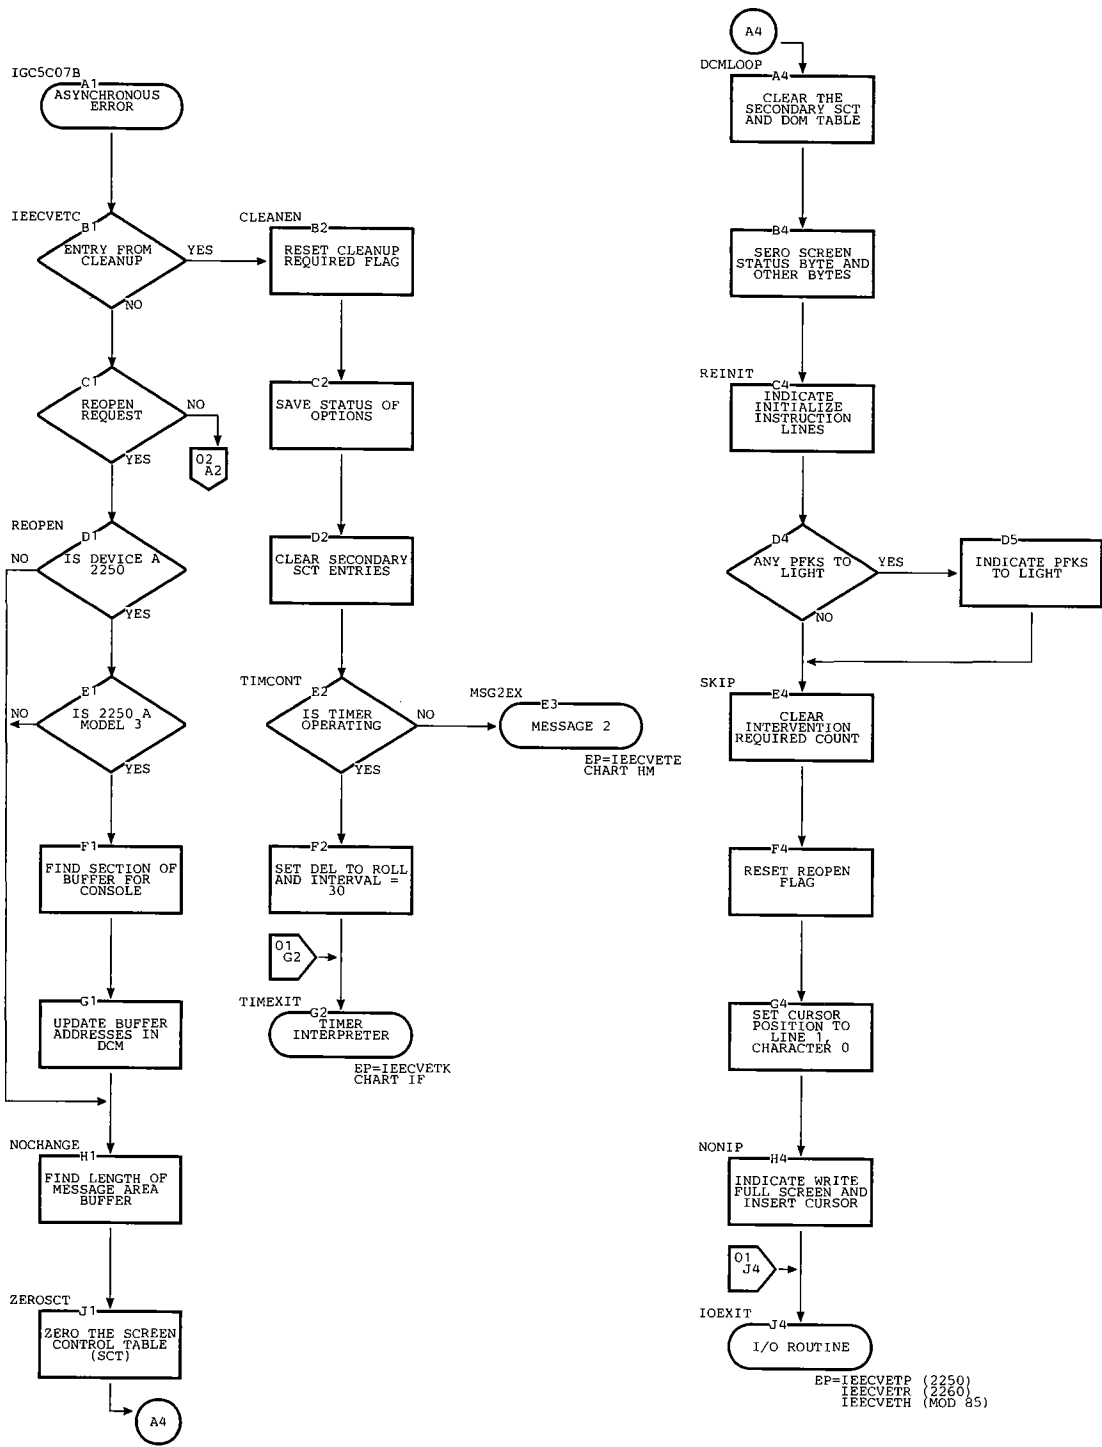 IGC5C07B
A1
ASYNCHRONOUS
ERROR
IEECVETC
B1
ENTRY FROM
CLEANUP
YES
NO
C1
REOPEN
REQUEST
NO
YES
02
A2
REOPEN
D1
IS DEVICE A
2250
NO
YES
E1
IS 2250 A
MODEL 3
NO
YES
F1
FIND SECTION OF
BUFFER FOR
CONSOLE
G1
UPDATE BUFFER
ADDRESSES IN
DCM
NOCHANGE
H1
FIND LENGTH OF
MESSAGE AREA
BUFFER
ZEROSCT
J1
ZERO THE SCREEN
CONTROL TABLE
(SCT)
A4
CLEANEN
B2
RESET CLEANUP
REQUIRED FLAG
C2
SAVE STATUS OF
OPTIONS
D2
CLEAR SECONDARY
SCT ENTRIES
TIMCONT
E2
IS TIMER
OPERATING
NO
YES
MSG2EX
E3
MESSAGE 2
EP=IEECVETE
CHART HM
F2
SET DEL TO ROLL
AND INTERVAL =
30
01
G2
TIMEXIT
G2
TIMER
INTERPRETER
EP=IEECVETK
CHART IF
A4
DCMLOOP
A4
CLEAR THE
SECONDARY SCT
AND DOM TABLE
B4
SERO SCREEN
STATUS BYTE AND
OTHER BYTES
REINIT
C4
INDICATE
INITIALIZE
INSTRUCTION
LINES
D4
ANY PFKS TO
LIGHT
YES
NO
D5
INDICATE PFKS
TO LIGHT
SKIP
E4
CLEAR
INTERVENTION
REQUIRED COUNT
F4
RESET REOPEN
FLAG
G4
SET CURSOR
POSITION TO
LINE 1,
CHARACTER 0
NONIP
H4
INDICATE WRITE
FULL SCREEN AND
INSERT CURSOR
01
J4
IOEXIT
J4
I/O ROUTINE
EP=IEECVETP (2250)
IEECVETR (2260)
IEECVETH (MOD 85)